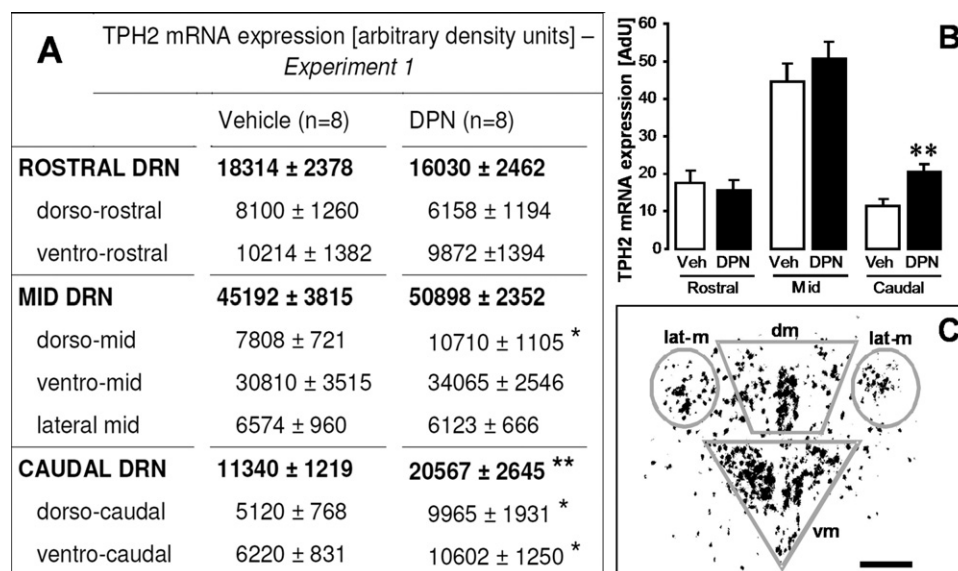 A
TPH2 mRNA expression [arbitrary density units] –
Experiment 1
Vehicle (n=8) DPN (n=8)
ROSTRAL DRN 18314 ± 2378 16030 ± 2462
dorso-rostral 8100 ± 1260 6158 ± 1194
ventro-rostral 10214 ± 1382 9872 ±1394
MID DRN 45192 ± 3815 50898 ± 2352
dorso-mid 7808 ± 721 10710 ± 1105 *
ventro-mid 30810 ± 3515 34065 ± 2546
lateral mid 6574 ± 960 6123 ± 666
CAUDAL DRN 11340 ± 1219 20567 ± 2645 **
dorso-caudal 5120 ± 768 9965 ± 1931 *
ventro-caudal 6220 ± 831 10602 ± 1250 *
B
TPH2 mRNA expression [AdU]
60
50
40
30
20
10
0
**
Veh DPN Veh DPN Veh DPN
Rostral Mid Caudal
C
lat-m dm lat-m
vm